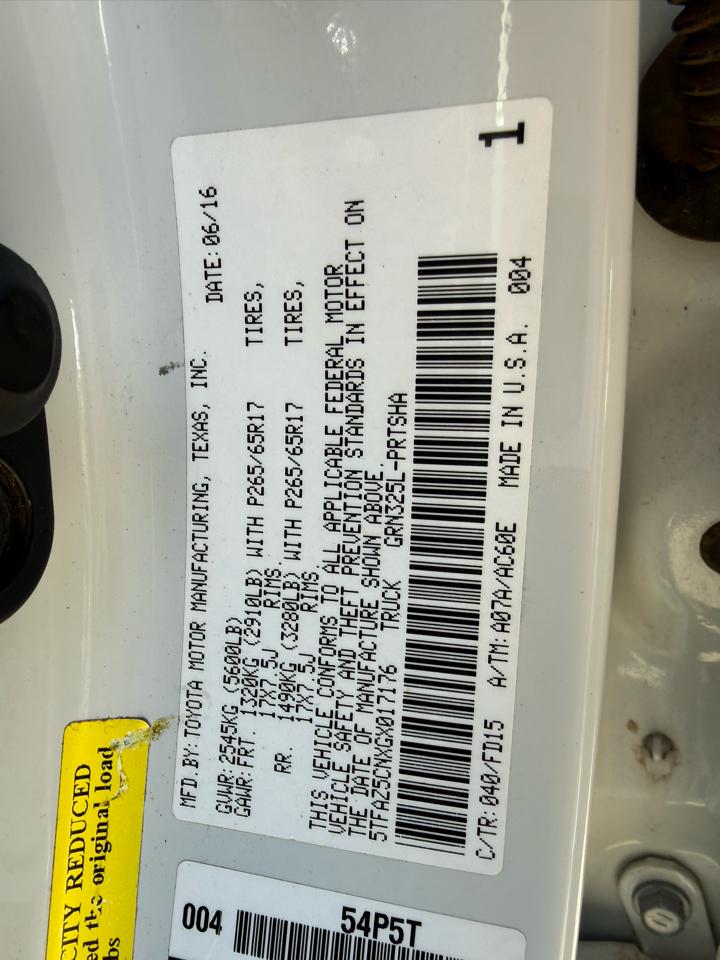 MFD.BY: TOYOTA MOTOR MANUFACTURING, TEXAS, INC. DATE: 06/16
GVWR: 2545KG (5600LB)
GAWR: FRT. 1320KG (2910LB) WITH P265/65R17 TIRES,
17X7.5J RIMS
RR. 1490KG (3280LB) WITH P265/65R17 TIRES,
17X7.5J RIMS
THIS VEHICLE CONFORMS TO ALL APPLICABLE FEDERAL MOTOR
VEHICLE SAFETY AND THEFT PREVENTION STANDARDS IN EFFECT ON
THE DATE OF MANUFACTURE SHOWN ABOVE.
5TFAZ5CNXGX017176 TRUCK GRN325L-PRTSHA
C/TR: 040/FD15 A/TM: A07A/AC60E MADE IN U.S.A. 004
1
CITY REDUCED
ed the original load
bs
004 54P5T